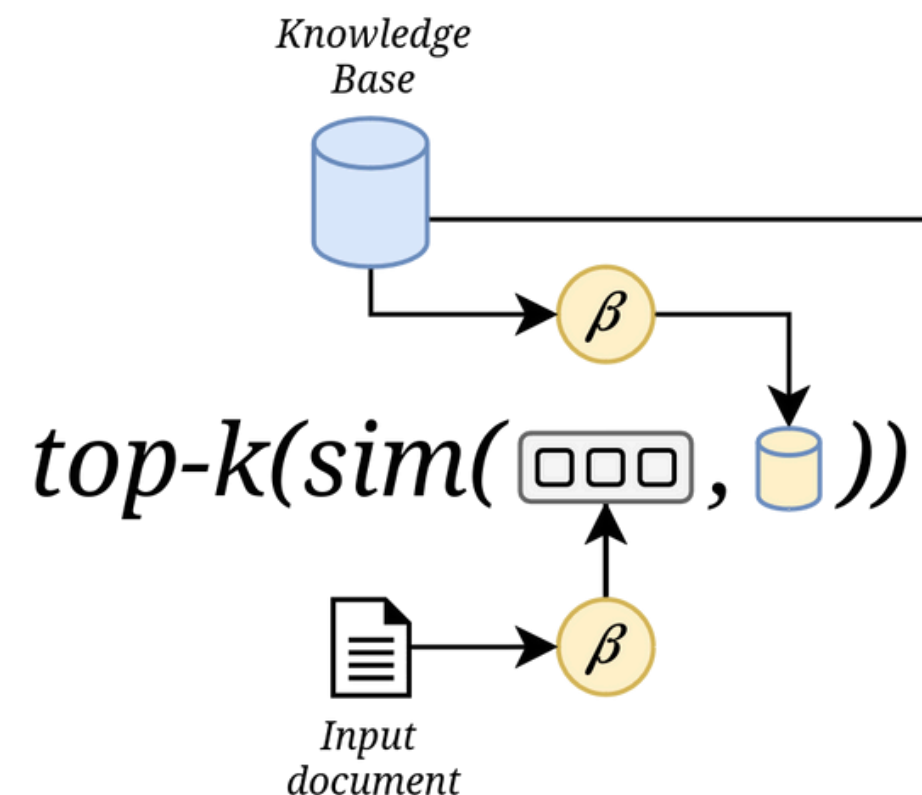 Knowledge
Base
β
top-k(sim( , ))
β
Input
document